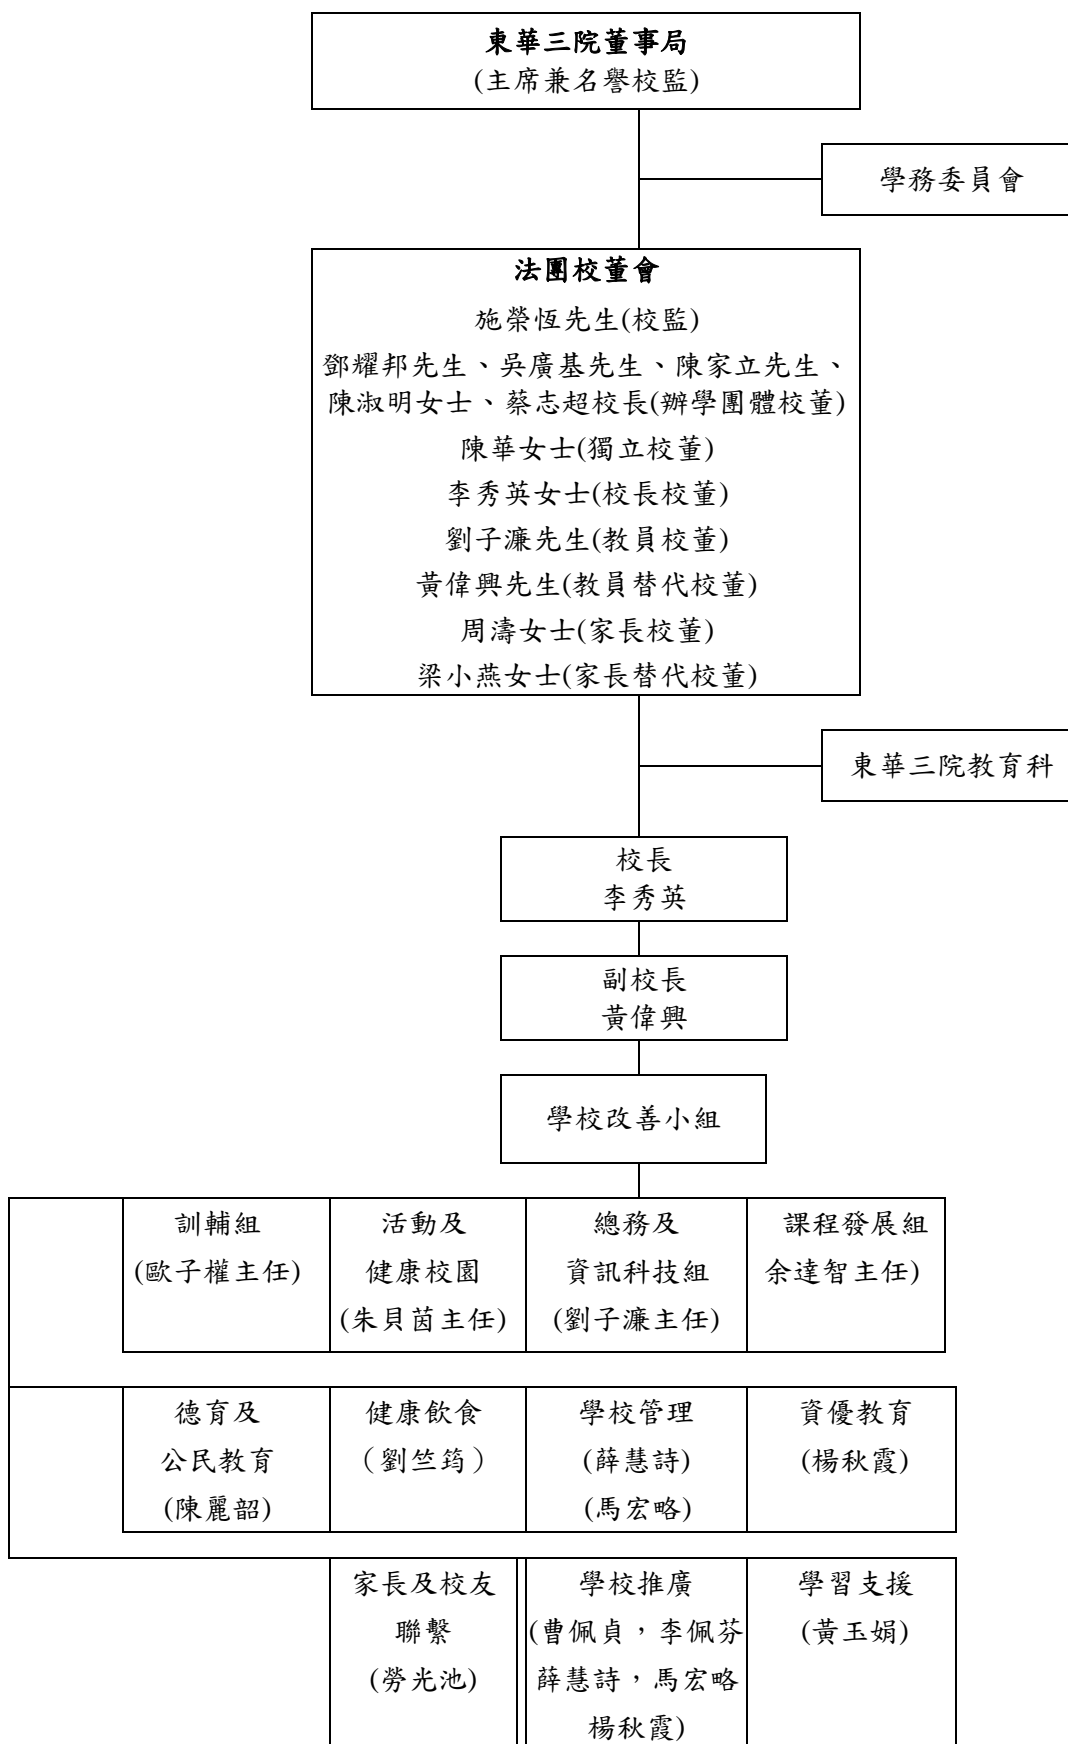 東華三院董事局
(主席兼名譽校監)
學務委員會
法團校董會
施榮恆先生(校監)
鄧耀邦先生、吳廣基先生、陳家立先生、
陳淑明女士、蔡志超校長(辦學團體校董)
陳華女士(獨立校董)
李秀英女士(校長校董)
劉子濂先生(教員校董)
黃偉興先生(教員替代校董)
周濤女士(家長校董)
梁小燕女士(家長替代校董)
東華三院教育科
校長
李秀英
副校長
黃偉興
學校改善小組
訓輔組
(歐子權主任)
活動及
健康校園
(朱貝茵主任)
總務及
資訊科技組
(劉子濂主任)
課程發展組
余達智主任)
德育及
公民教育
(陳麗韶)
健康飲食
（劉竺筠）
學校管理
(薛慧詩)
(馬宏略)
資優教育
(楊秋霞)
家長及校友
聯繫
(勞光池)
學校推廣
(曹佩貞，李佩芬
薛慧詩，馬宏略
楊秋霞)
學習支援
(黃玉娟)